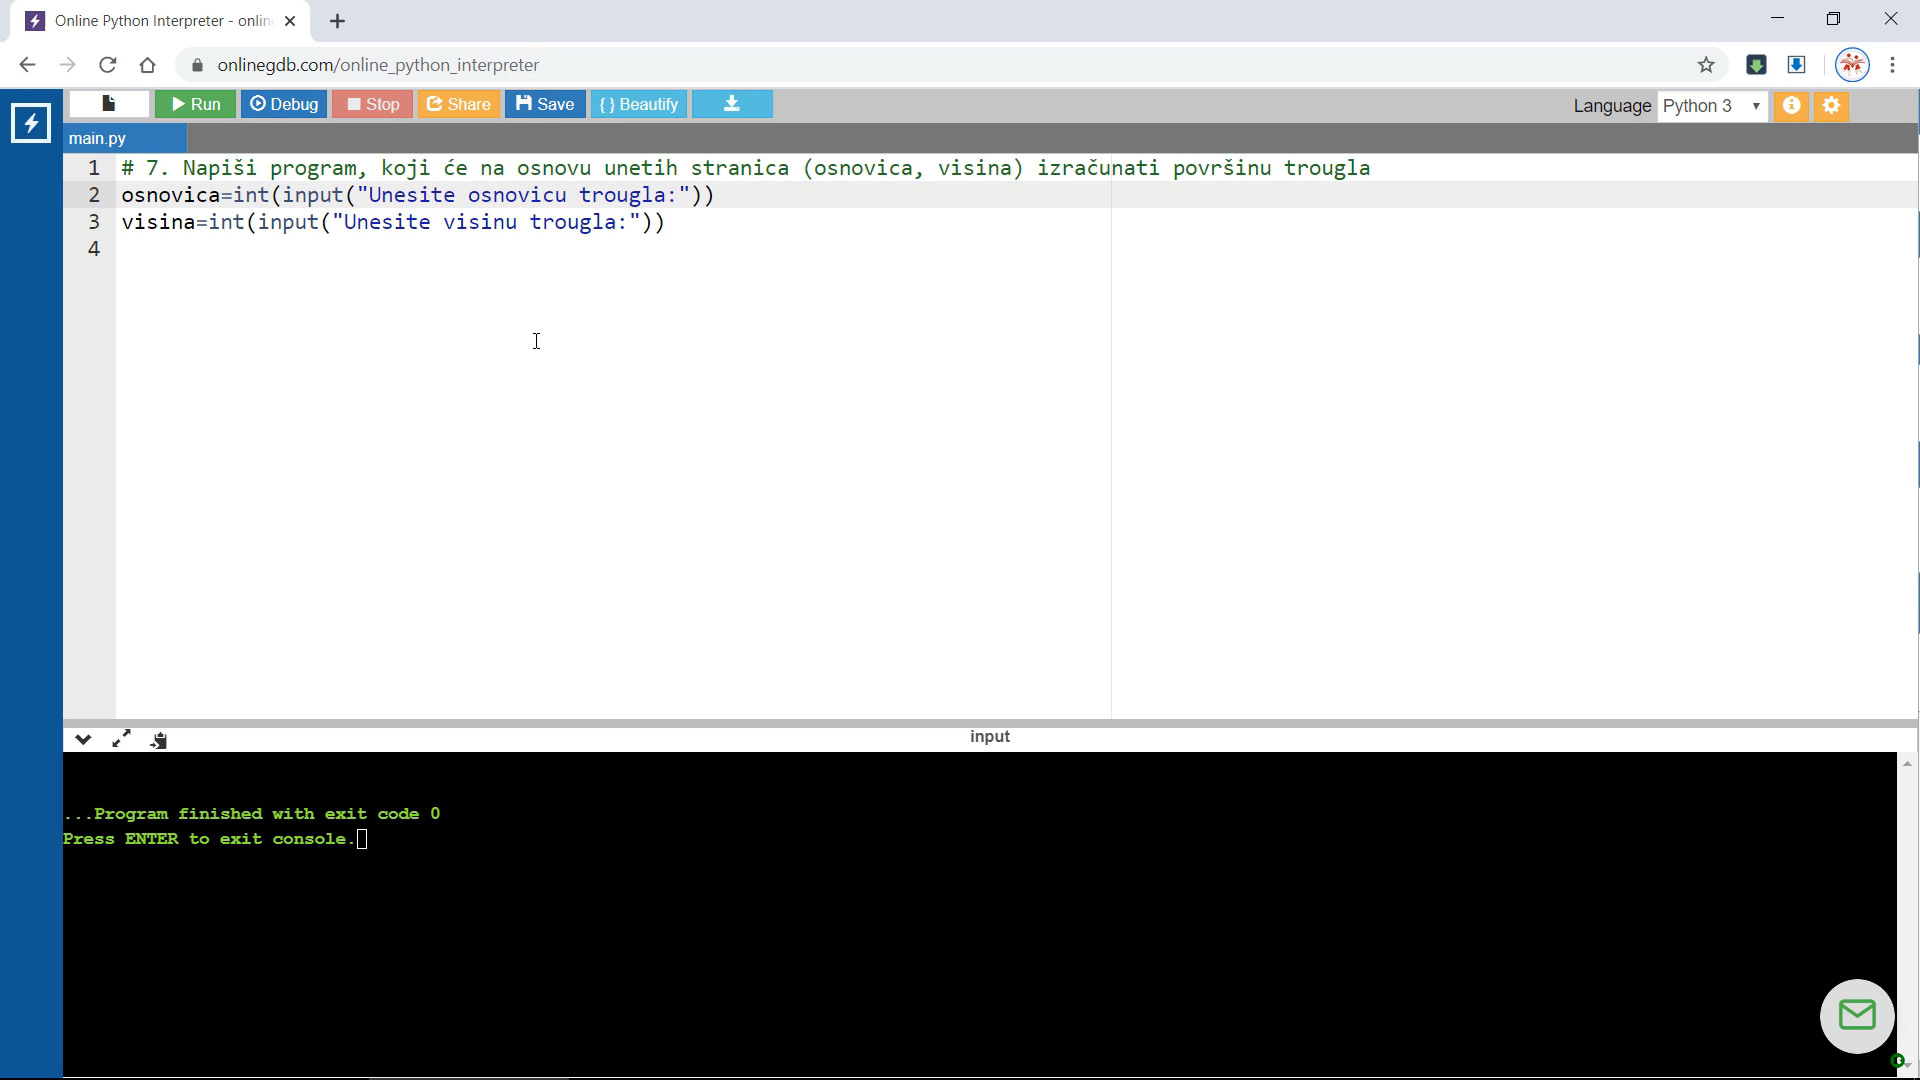 Online Python Interpreter - onlin
onlinegdb.com/online_python_interpreter
Run Debug Stop Share Save { } Beautify Language Python 3
main.py
1 # 7. Napiši program, koji će na osnovu unetih stranica (osnovica, visina) izračunati površinu trougla
2 osnovica=int(input("Unesite osnovicu trougla:"))
3 visina=int(input("Unesite visinu trougla:"))
4
input
...Program finished with exit code 0
Press ENTER to exit console.